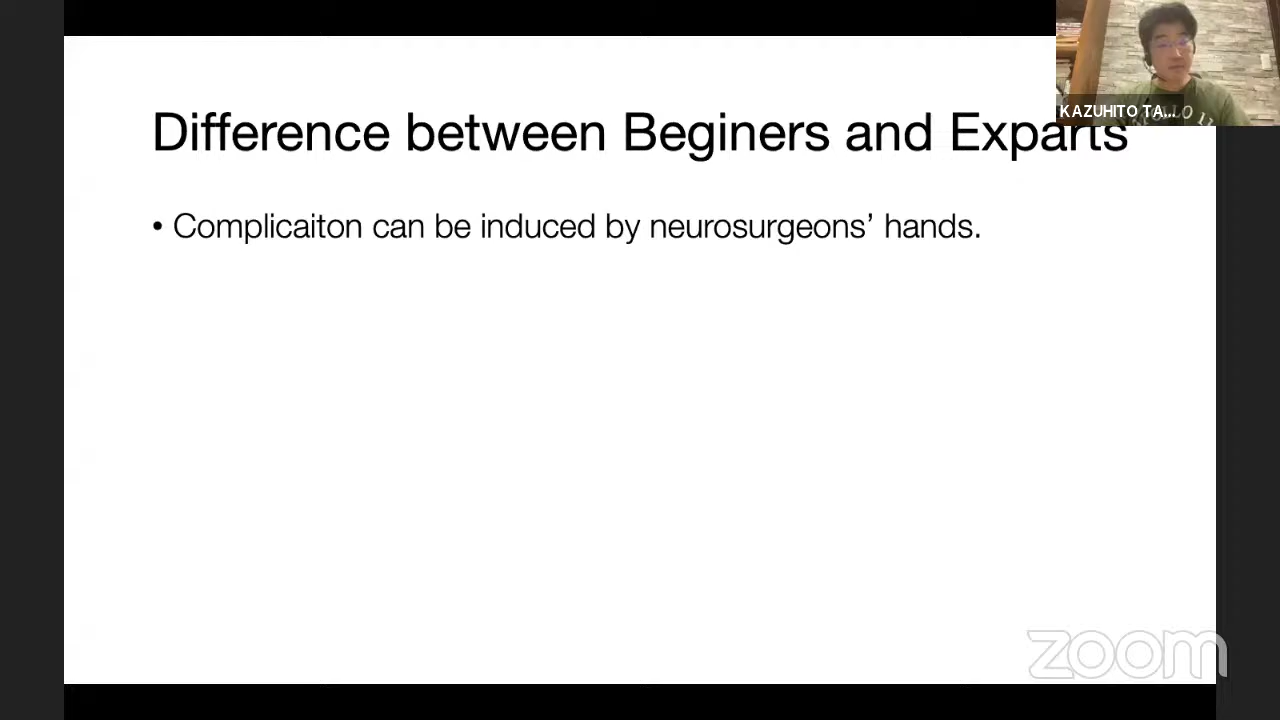 Difference between Beginers and Exparts
• Complicaiton can be induced by neurosurgeons’ hands.
KAZUHITO TA...
zoom